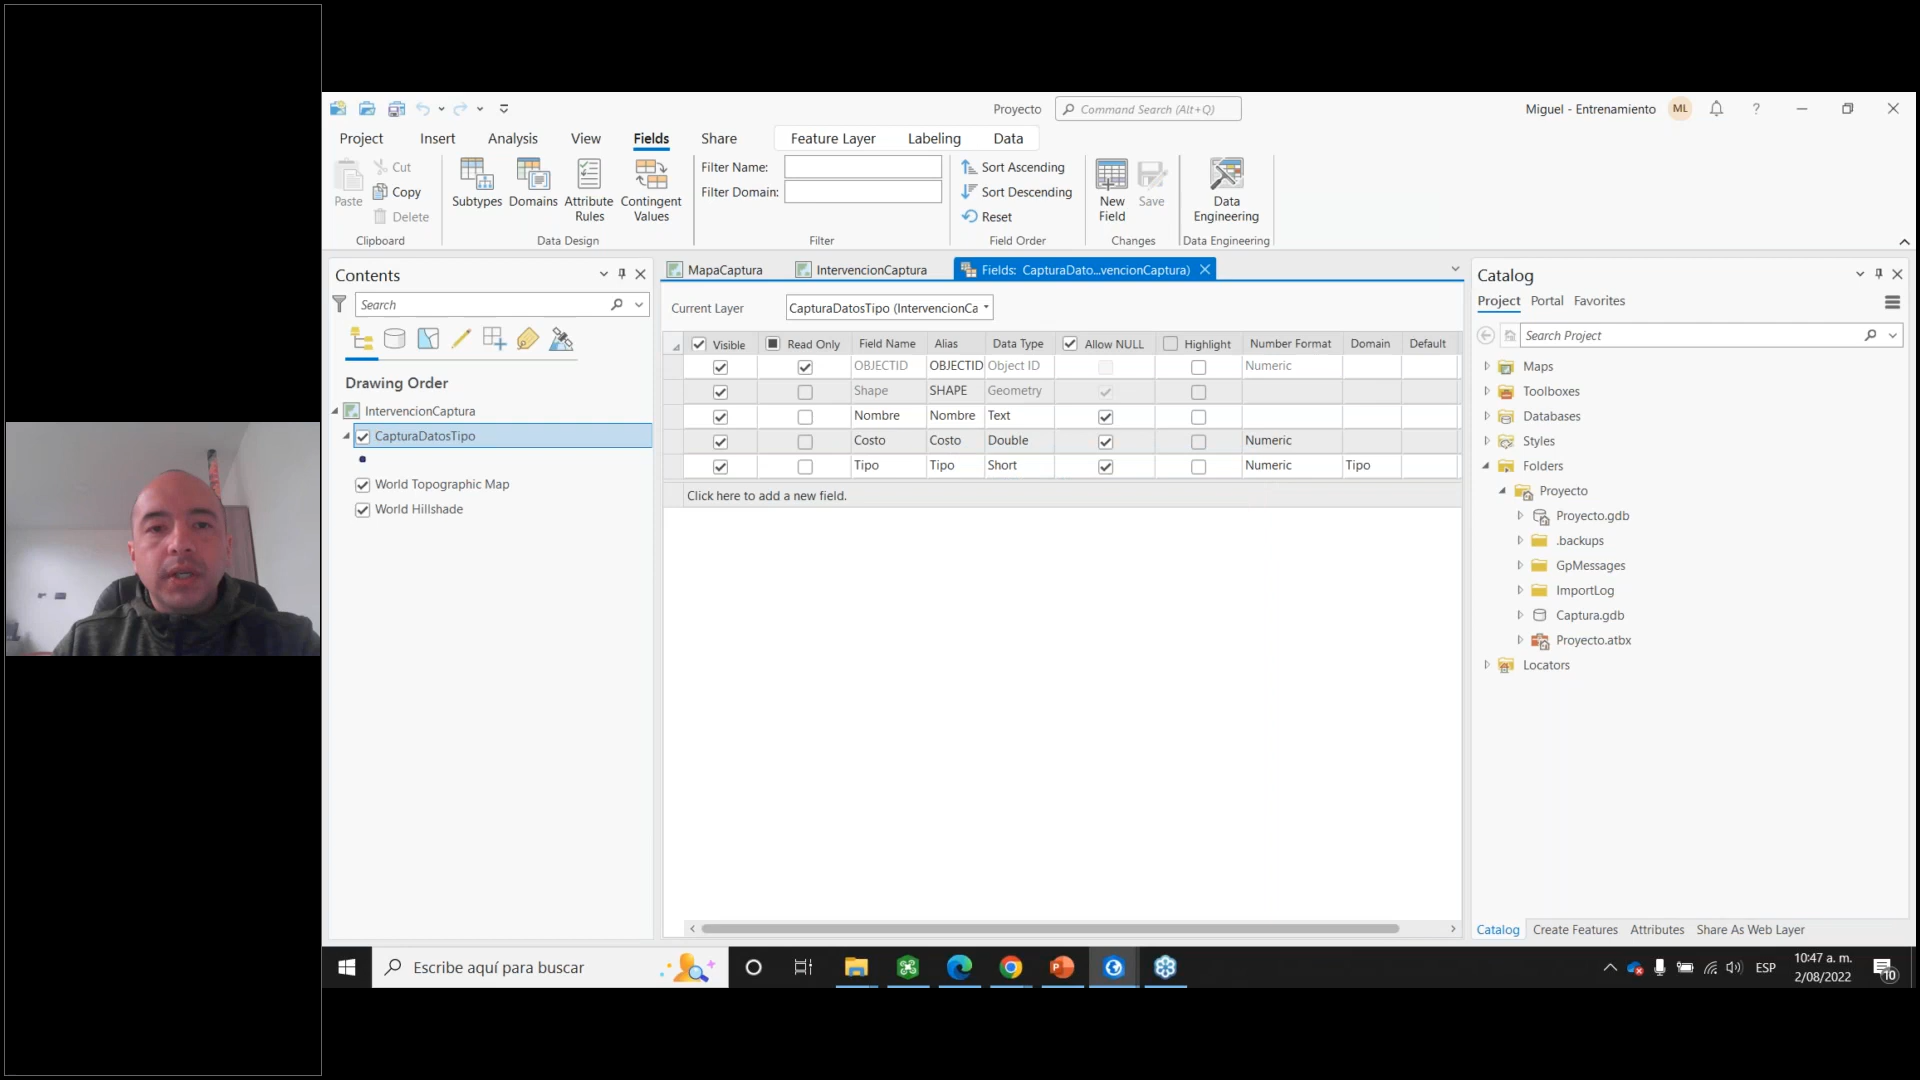 Proyecto
Command Search (Alt+Q)
Miguel - Entrenamiento
ML
?
Project
Insert
Analysis
View
Fields
Share
Feature Layer
Labeling
Data
Paste
Cut
Copy
Delete
Clipboard
Subtypes
Domains
Attribute
Rules
Contingent
Values
Data Design
Filter Name:
Filter Domain:
Filter
Sort Ascending
Sort Descending
Reset
Field Order
New
Field
Save
Changes
Data
Engineering
Data Engineering
Contents
Search
Drawing Order
IntervencionCaptura
CapturaDatosTipo
World Topographic Map
World Hillshade
MapaCaptura
IntervencionCaptura
Fields: CapturaDato...vencionCaptura)
Current Layer
CapturaDatosTipo (IntervencionCa
Visible Read Only Field Name Alias Data Type Allow NULL Highlight Number Format Domain Default
OBJECTID OBJECTID Object ID Numeric
Shape SHAPE Geometry
Nombre Nombre Text
Costo Costo Double Numeric
Tipo Tipo Short Numeric Tipo
Click here to add a new field.
Catalog
Project
Portal
Favorites
Search Project
Maps
Toolboxes
Databases
Styles
Folders
Proyecto
Proyecto.gdb
.backups
GpMessages
ImportLog
Captura.gdb
Proyecto.atbx
Locators
Catalog
Create Features
Attributes
Share As Web Layer
Escribe aquí para buscar
ESP
10:47 a. m.
2/08/2022
10